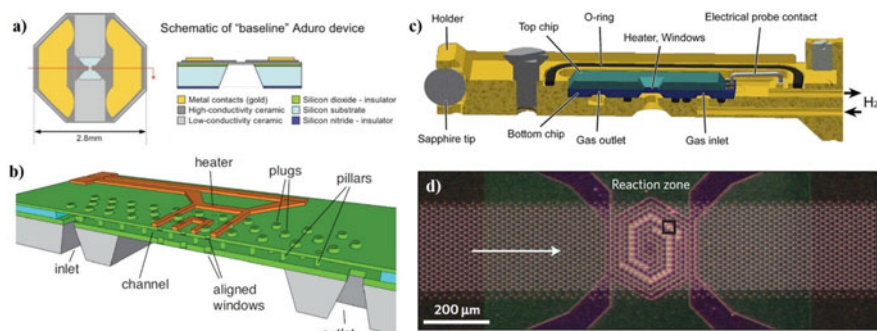 a)
Schematic of "baseline" Aduro device
2.8mm
Metal contacts (gold)
High-conductivity ceramic
Low-conductivity ceramic
Silicon dioxide - insulator
Silicon substrate
Silicon nitride - insulator
b)
heater
plugs
pillars
inlet
channel
aligned
windows
c)
Holder
Top chip
O-ring
Heater, Windows
Electrical probe contact
H₂
Sapphire tip
Bottom chip
Gas outlet
Gas inlet
d)
Reaction zone
200 µm